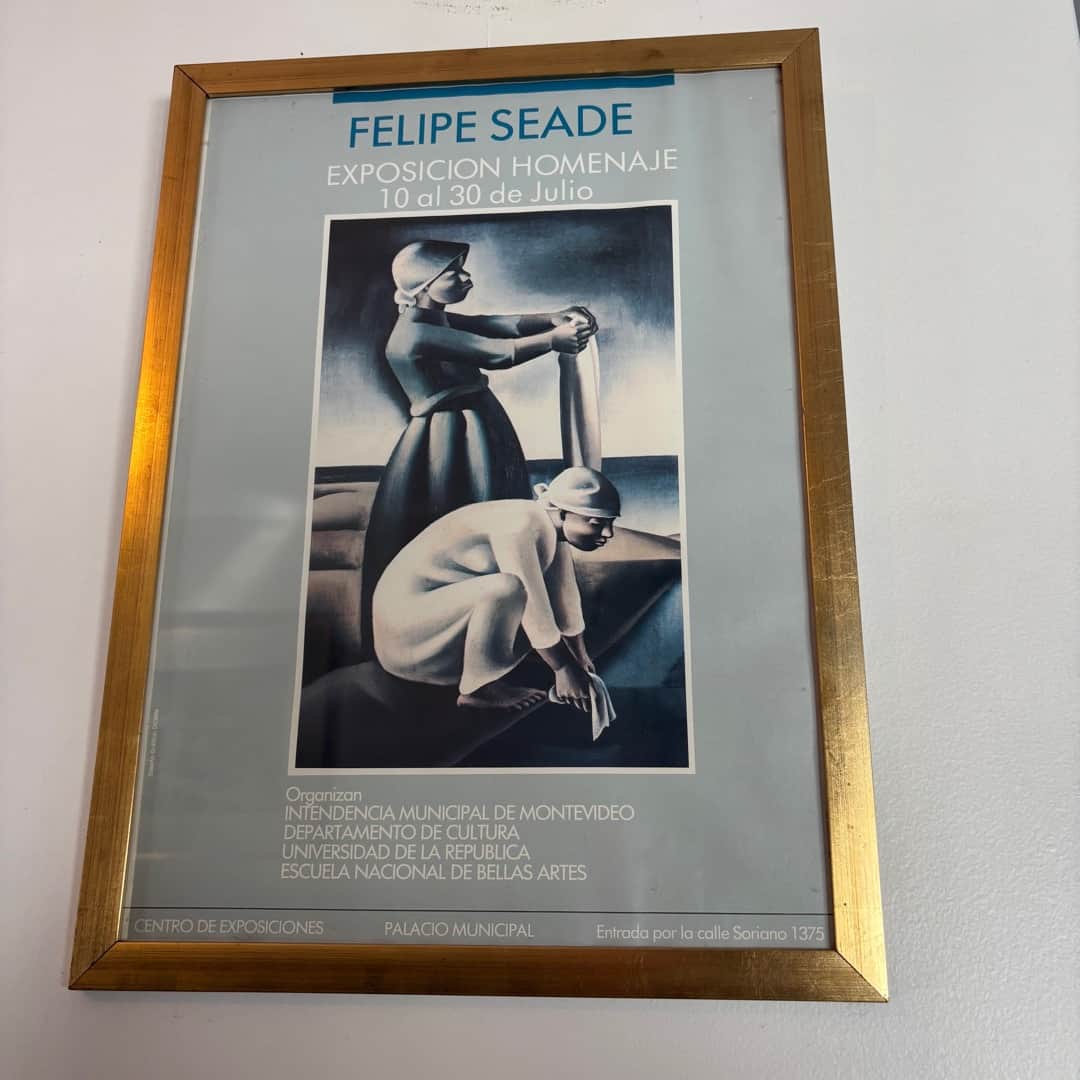 FELIPE SEADE
EXPOSICION HOMENAJE
10 al 30 de Julio
Organizan
INTENDENCIA MUNICIPAL DE MONTEVIDEO
DEPARTAMENTO DE CULTURA
UNIVERSIDAD DE LA REPUBLICA
ESCUELA NACIONAL DE BELLAS ARTES
CENTRO DE EXPOSICIONES PALACIO MUNICIPAL Entrada por la calle Soriano 1375